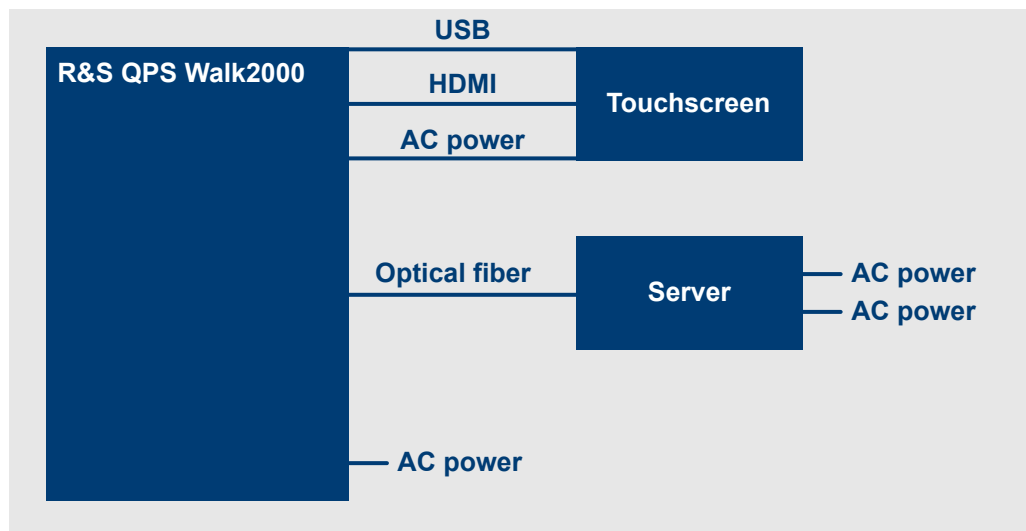 USB
R&S QPS Walk2000
HDMI
Touchscreen
AC power
Optical fiber
Server
AC power
AC power
AC power